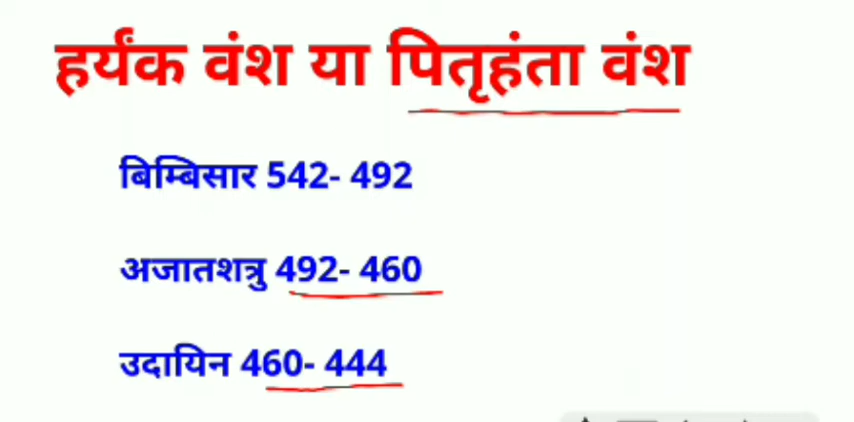 हर्यंक वंश या पितृहंता वंश
बिम्बिसार 542- 492
अजातशत्रु 492- 460
उदायिन 460- 444